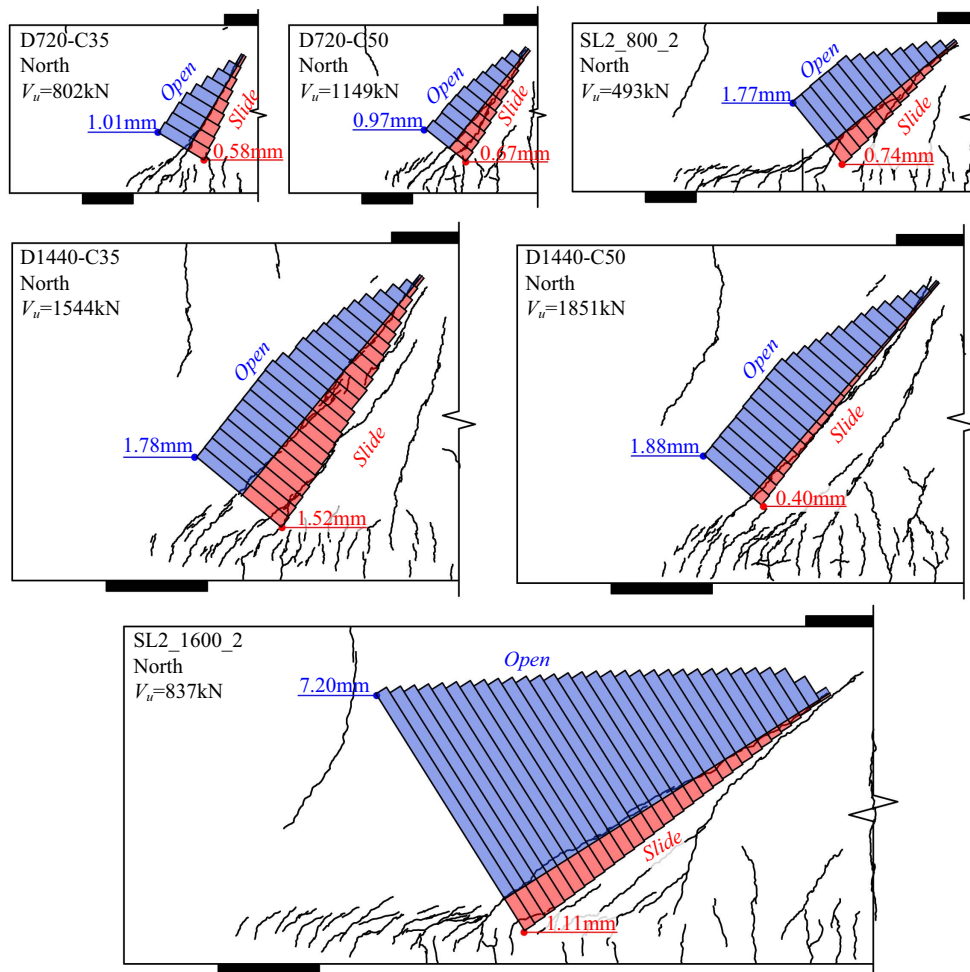 D720-C35
North
Vu=802kN
Open
Slide
1.01mm
0.58mm
D720-C50
North
Vu=1149kN
Open
Slide
0.97mm
0.67mm
SL2_800_2
North
Vu=493kN
Open
Slide
1.77mm
0.74mm
D1440-C35
North
Vu=1544kN
Open
Slide
1.78mm
1.52mm
D1440-C50
North
Vu=1851kN
Open
Slide
1.88mm
0.40mm
SL2_1600_2
North
Vu=837kN
Open
Slide
7.20mm
1.11mm